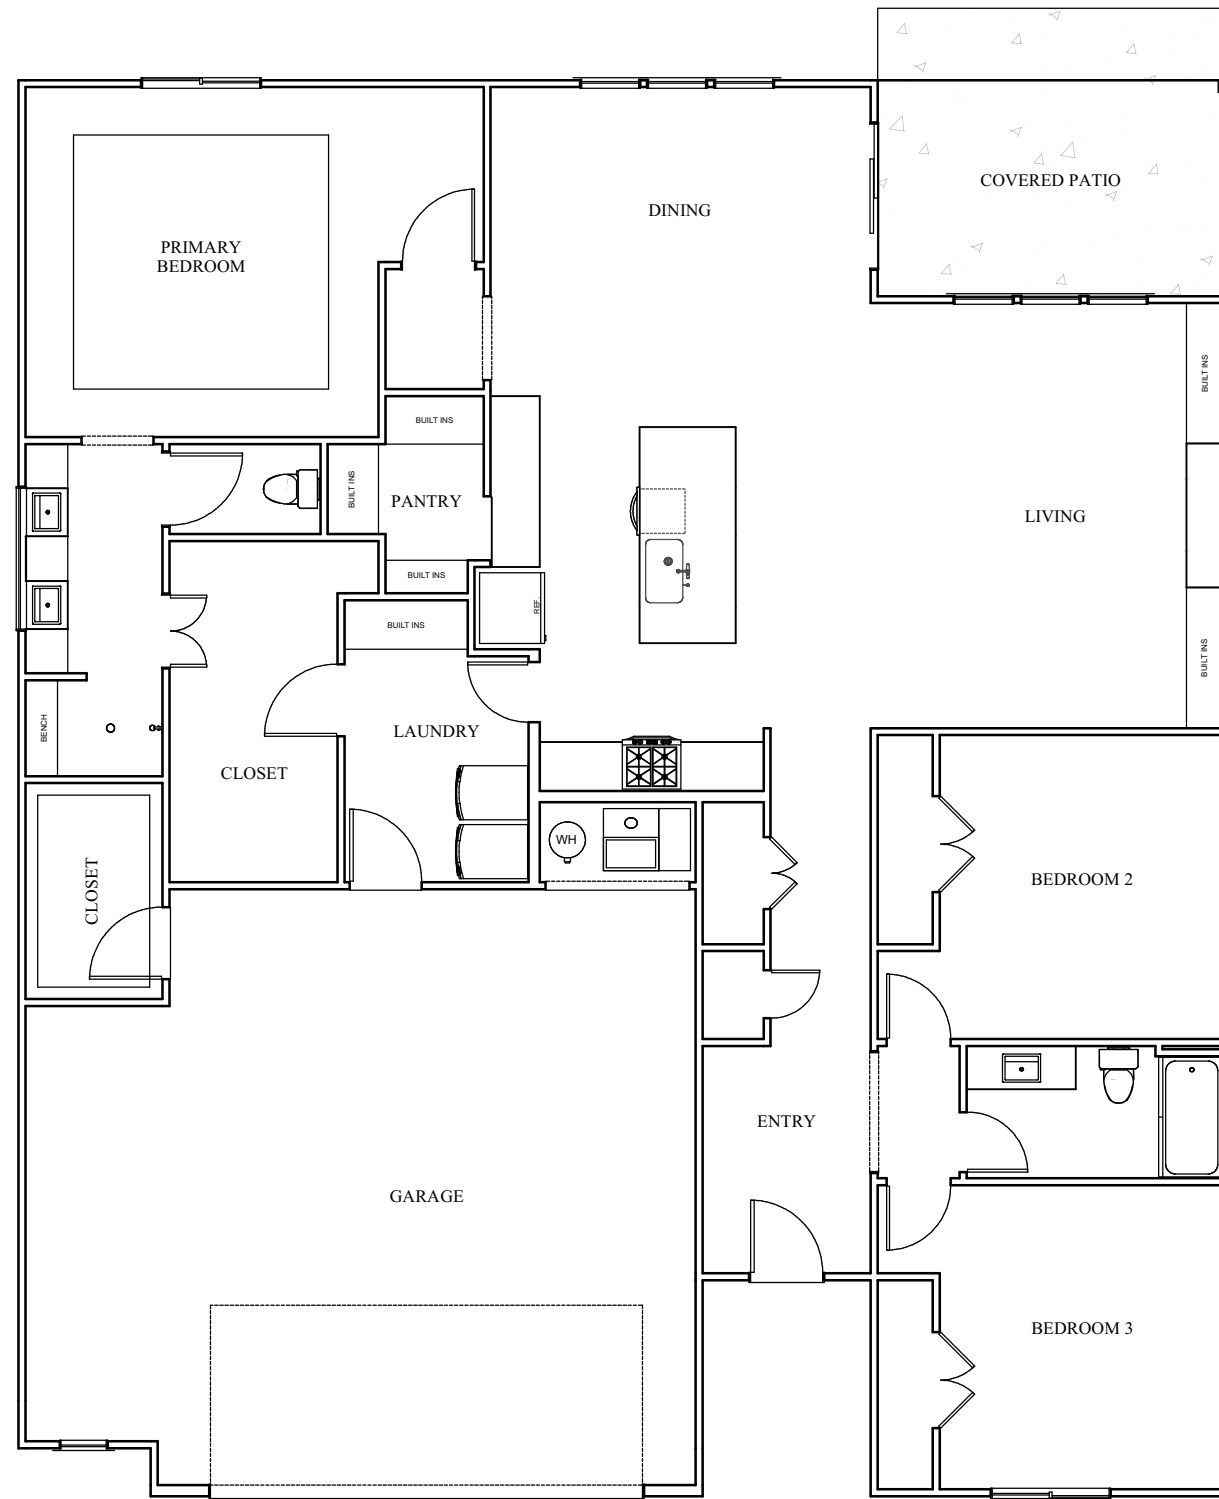 COVERED PATIO
DINING
PRIMARY
BEDROOM
BUILT INS
BUILT INS
BUILT INS
PANTRY
LIVING
BUILT INS
REF.
BUILT INS
BUILT INS
BENCH
LAUNDRY
CLOSET
WH
CLOSET
BEDROOM 2
ENTRY
GARAGE
BEDROOM 3